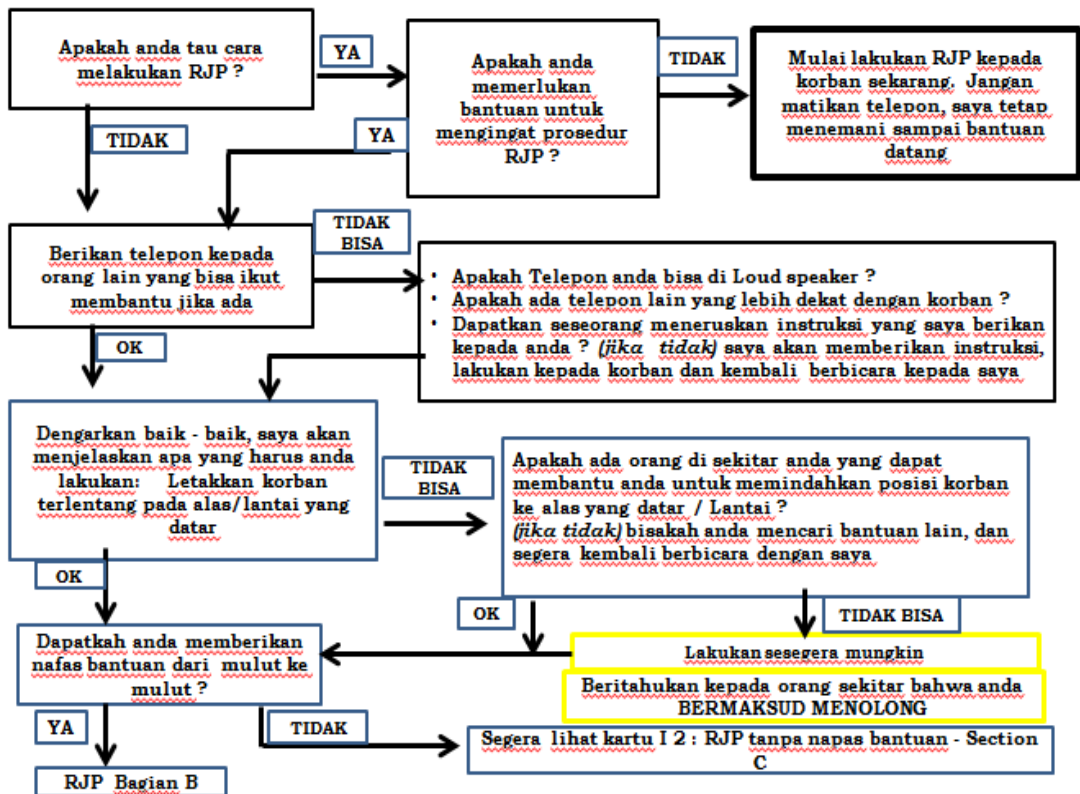 Apakah anda tau cara
melakukan RJP ?
YA
Apakah anda
memerlukan
bantuan untuk
mengingat prosedur
RJP ?
TIDAK
Mulai lakukan RJP kepada
korban sekarang. Jangan
matikan telepon, saya tetap
menemani sampai bantuan
datang
TIDAK
YA
Berikan telepon kepada
orang lain yang bisa ikut
membantu jika ada
TIDAK
BISA
• Apakah Telepon anda bisa di Loud speaker ?
• Apakah ada telepon lain yang lebih dekat dengan korban ?
• Dapatkan seseorang meneruskan instruksi yang saya berikan
kepada anda ? (jika tidak) saya akan memberikan instruksi,
lakukan kepada korban dan kembali berbicara kepada saya
OK
Dengarkan baik - baik, saya akan
menjelaskan apa yang harus anda
lakukan: Letakkan korban
terlentang pada alas/lantai yang
datar
TIDAK
BISA
Apakah ada orang di sekitar anda yang dapat
membantu anda untuk memindahkan posisi korban
ke alas yang datar / Lantai ?
(jika tidak) bisakah anda mencari bantuan lain, dan
segera kembali berbicara dengan saya
OK
OK
TIDAK BISA
Dapatkah anda memberikan
nafas bantuan dari mulut ke
mulut ?
Lakukan sesegera mungkin
Beritahukan kepada orang sekitar bahwa anda
BERMAKSUD MENOLONG
YA
TIDAK
Segera lihat kartu I 2 : RJP tanpa napas bantuan - Section
C
RJP Bagian B